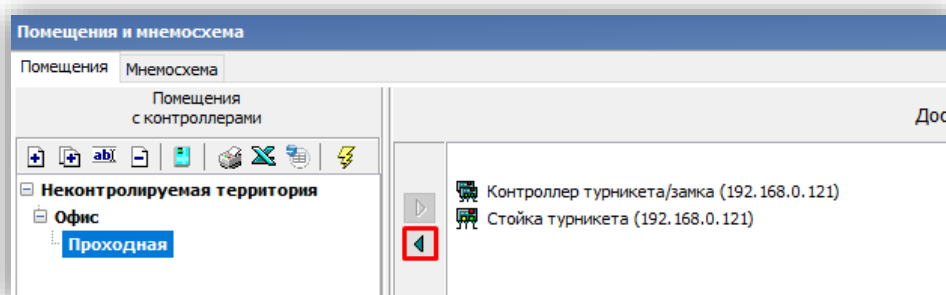 Помещения и мнемосхема
Помещения Мнемосхема
Помещения
с контроллерами
Дос
abI
Неконтролируемая территория
Офис
Проходная
Контроллер турникета/замка (192.168.0.121)
Стойка турникета (192.168.0.121)